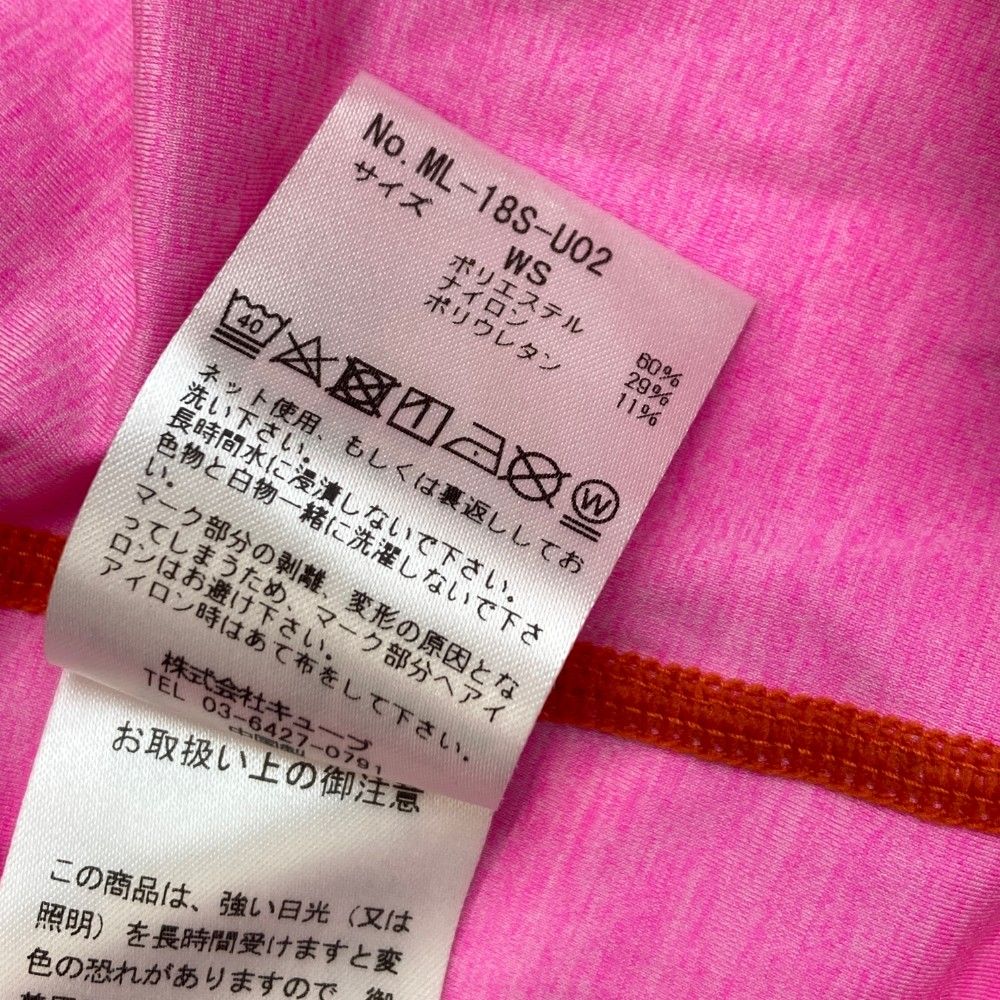 No. ML-18S-U02
サイズ WS
ポリエステル 60%
ナイロン 29%
ポリウレタン 11%
40
W
ネット使用、もしくは裏返ししてお
洗い下さい。
長時間水に浸漬しないで下さい。
色物と白物一緒に洗濯しないで下さ
い。
マーク部分の剥離、変形の原因とな
ってしまうため、マーク部分へアイ
ロンはお避け下さい。
アイロン時はあて布をして下さい。
株式会社キューブ
TEL 03-6427-0791
お取扱い上の御注意
この商品は、強い日光（又は
照明）を長時間受けますと変
色の恐れがありますので、御